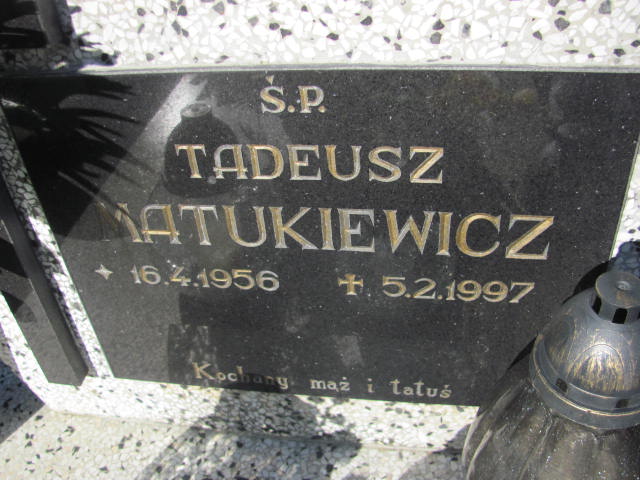 Ś.P.
TADEUSZ
MATUKIEWICZ
16.4.1956 5.2.1997
Kochany mąż i tatuś